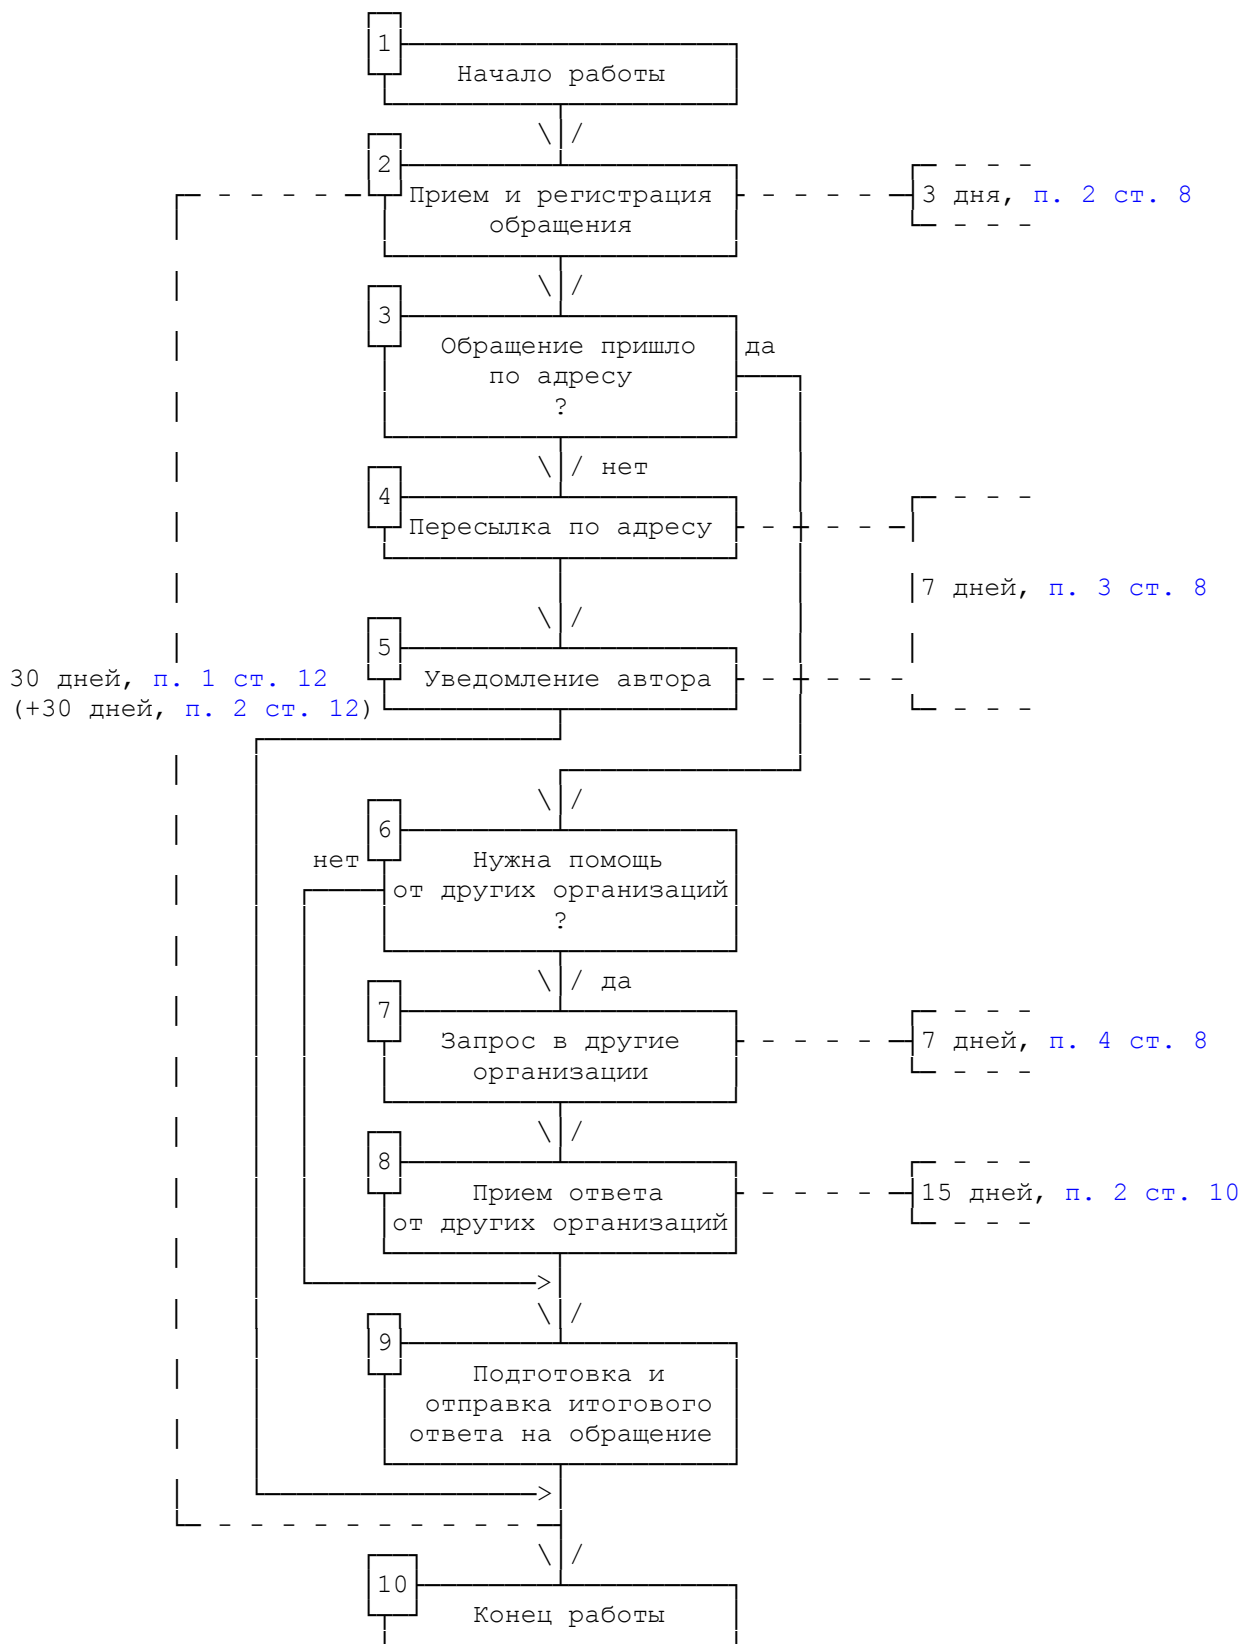 1
Начало работы
2
Прием и регистрация
обращения
3 дня, п. 2 ст. 8
3
Обращение пришло
по адресу
?
да
нет
4
Пересылка по адресу
7 дней, п. 3 ст. 8
5
Уведомление автора
30 дней, п. 1 ст. 12
(+30 дней, п. 2 ст. 12)
6
нет
Нужна помощь
от других организаций
?
да
7
Запрос в другие
организации
7 дней, п. 4 ст. 8
8
Прием ответа
от других организаций
15 дней, п. 2 ст. 10
9
Подготовка и
отправка итогового
ответа на обращение
10
Конец работы